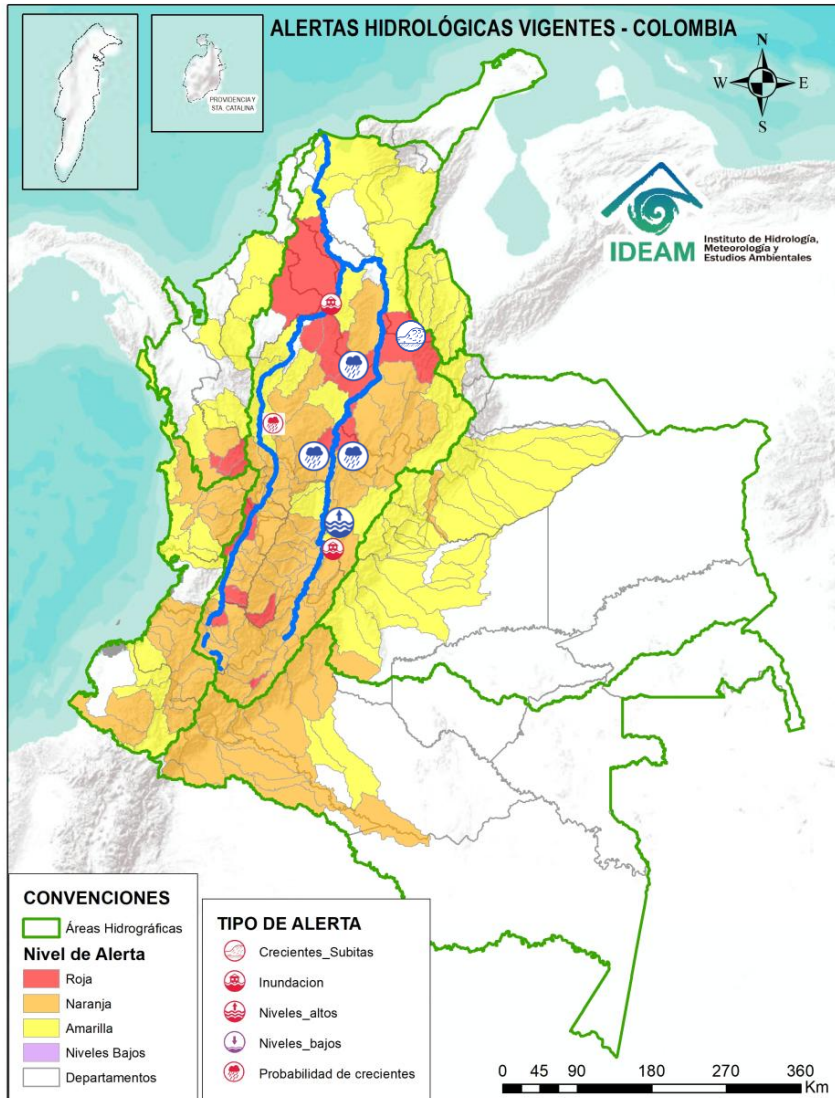 ALERTAS HIDROLÓGICAS VIGENTES - COLOMBIA
PROVIDENCIA Y
STA. CATALINA
N
W
E
S
IDEAM
Instituto de Hidrología,
Meteorología y
Estudios Ambientales
CONVENCIONES
Áreas Hidrográficas
Nivel de Alerta
Roja
Naranja
Amarilla
Niveles Bajos
Departamentos
TIPO DE ALERTA
Crecientes_Subitas
Inundacion
Niveles_altos
Niveles_bajos
Probabilidad de crecientes
0 45 90 180 270 360
Km